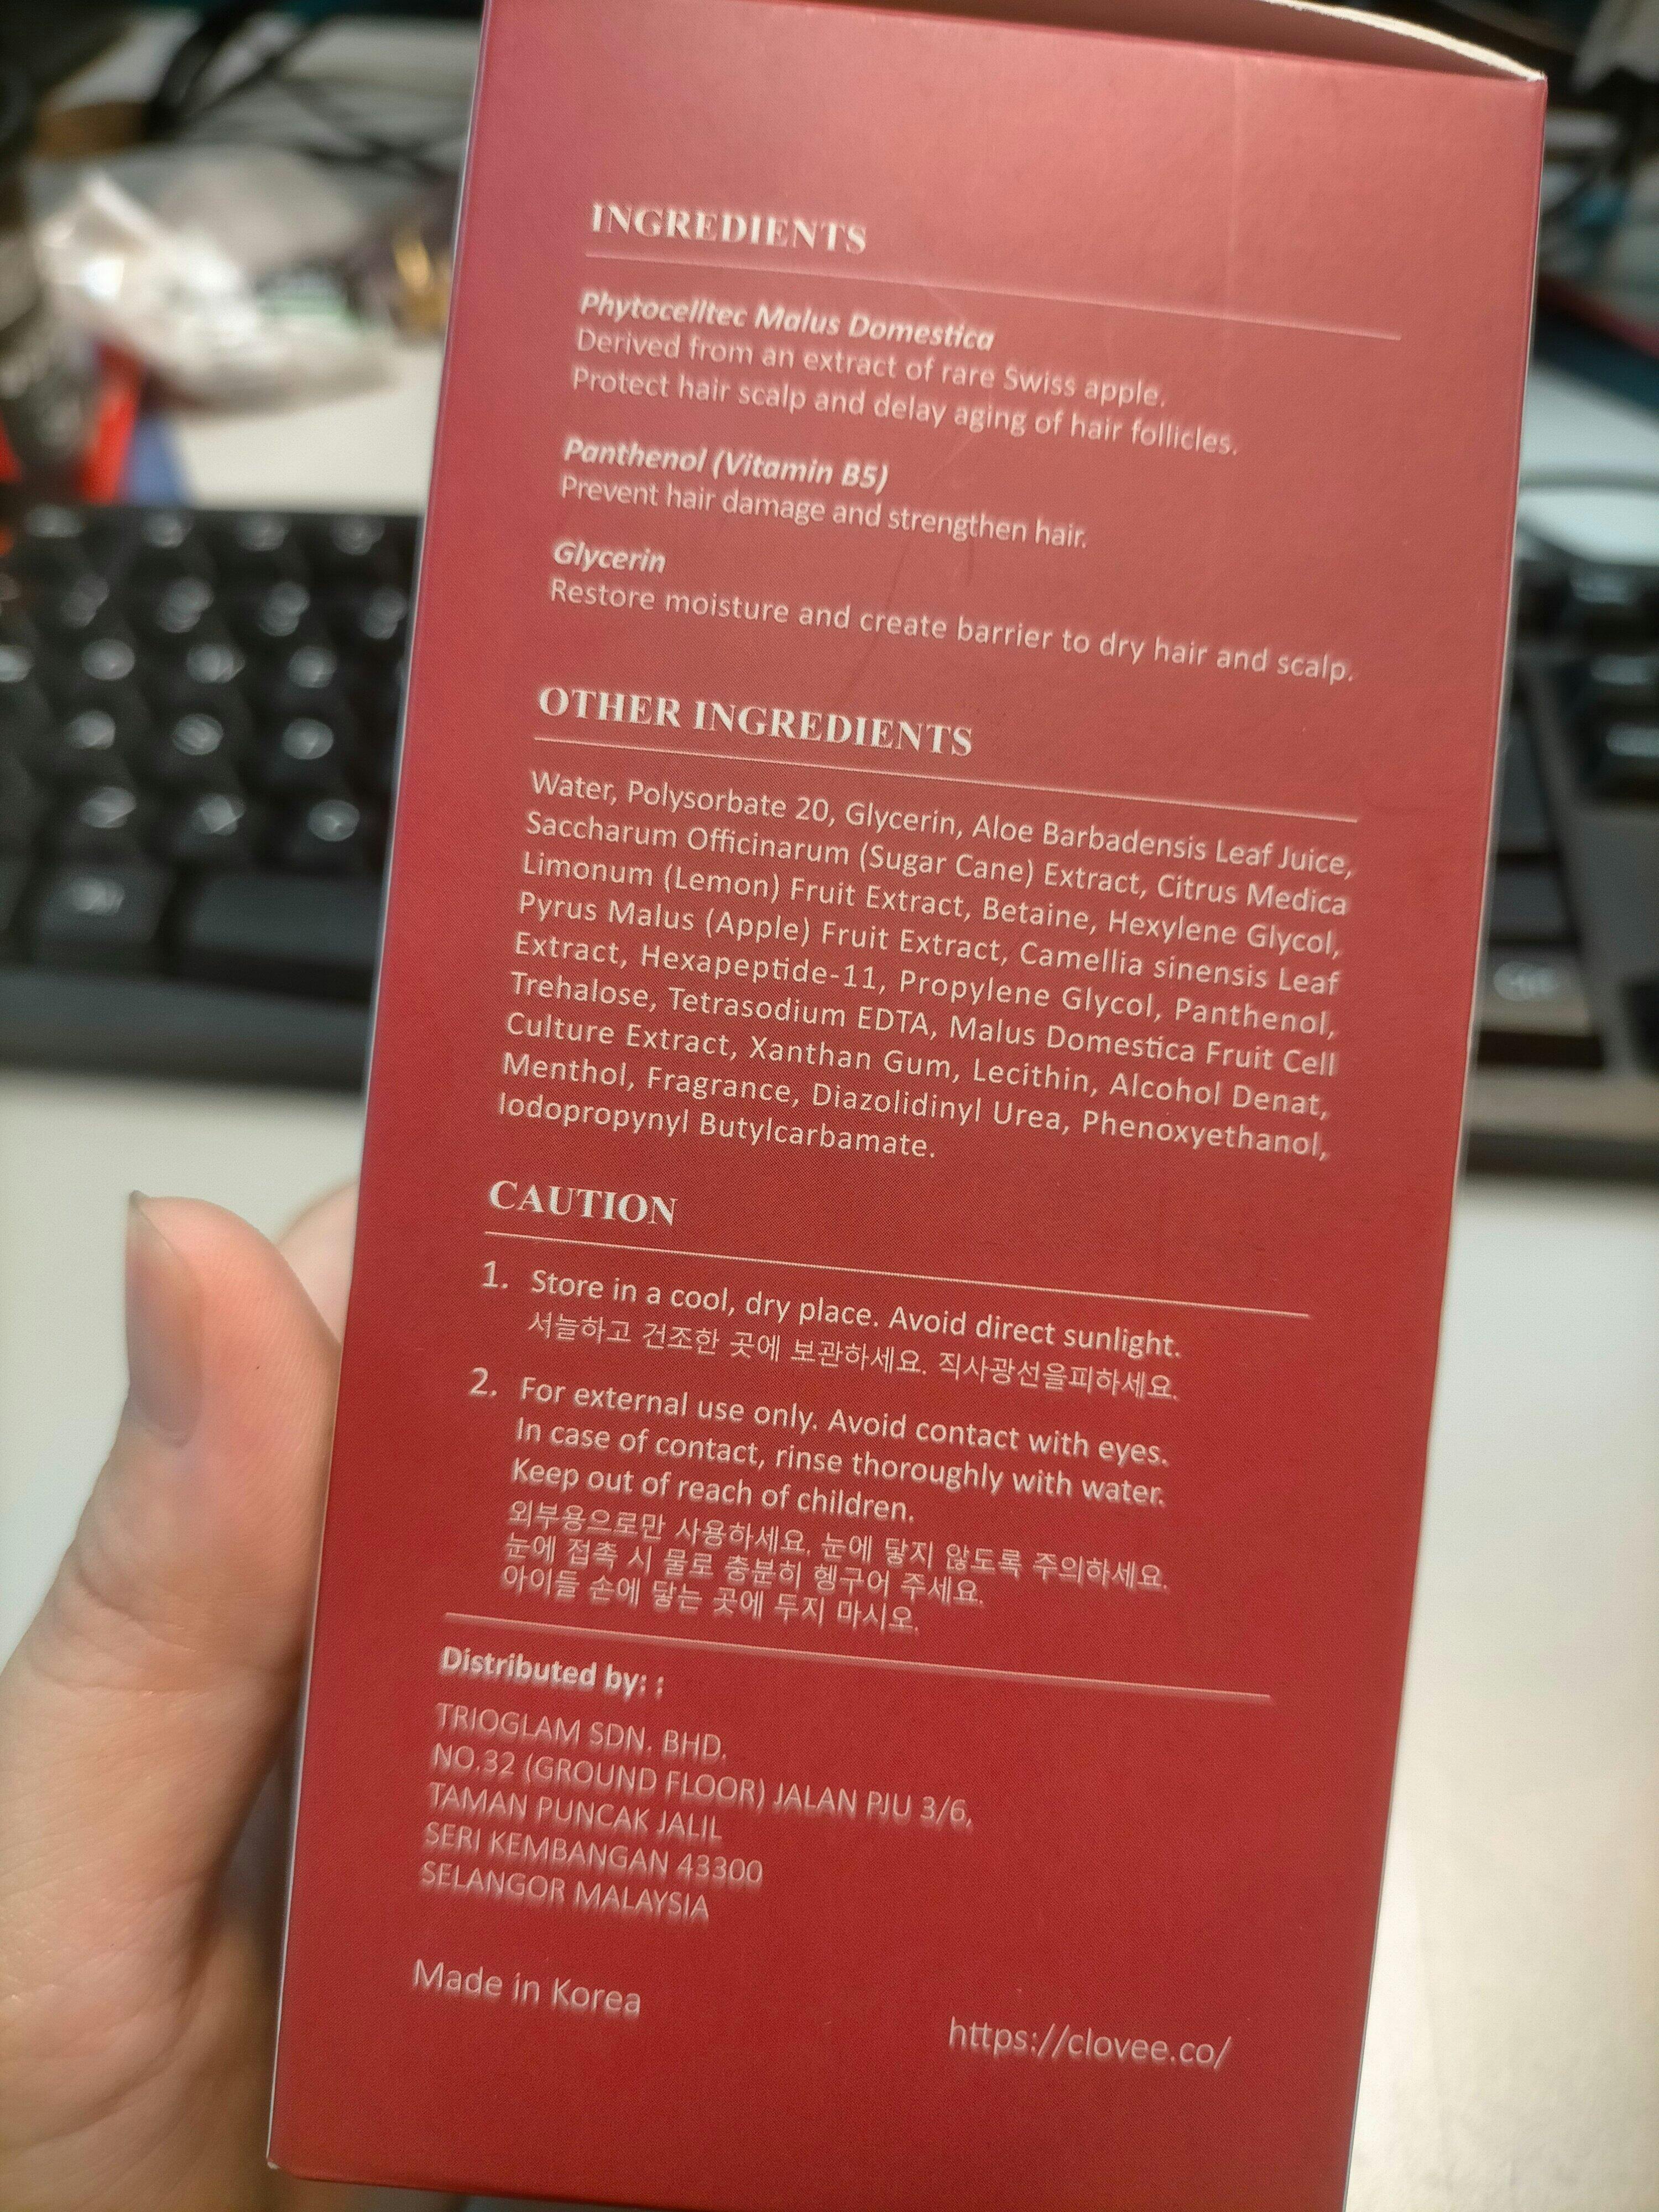 INGREDIENTS
Phytocelltec Malus Domestica
Derived from an extract of rare Swiss apple.
Protect hair scalp and delay aging of hair follicles.
Panthenol (Vitamin B5)
Prevent hair damage and strengthen hair.
Glycerin
Restore moisture and create barrier to dry hair and scalp.
OTHER INGREDIENTS
Water, Polysorbate 20, Glycerin, Aloe Barbadensis Leaf Juice,
Saccharum Officinarum (Sugar Cane) Extract, Citrus Medica
Limonum (Lemon) Fruit Extract, Betaine, Hexylene Glycol,
Pyrus Malus (Apple) Fruit Extract, Camellia sinensis Leaf
Extract, Hexapeptide-11, Propylene Glycol, Panthenol,
Trehalose, Tetrasodium EDTA, Malus Domestica Fruit Cell
Culture Extract, Xanthan Gum, Lecithin, Alcohol Denat,
Menthol, Fragrance, Diazolidinyl Urea, Phenoxyethanol,
Iodopropynyl Butylcarbamate.
CAUTION
1. Store in a cool, dry place. Avoid direct sunlight.
서늘하고 건조한 곳에 보관하세요. 직사광선을피하세요.
2. For external use only. Avoid contact with eyes.
In case of contact, rinse thoroughly with water.
Keep out of reach of children.
외부용으로만 사용하세요. 눈에 닿지 않도록 주의하세요.
눈에 접촉 시 물로 충분히 헹구어 주세요.
아이들 손에 닿는 곳에 두지 마시오.
Distributed by: :
TRIOGLAM SDN. BHD.
NO.32 (GROUND FLOOR) JALAN PJU 3/6,
TAMAN PUNCAK JALIL
SERI KEMBANGAN 43300
SELANGOR MALAYSIA
Made in Korea
https://clovee.co/